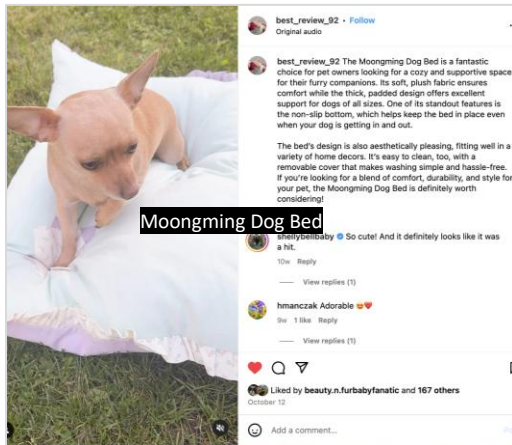 best_review_92 • Follow
Original audio
best_review_92 The Moongming Dog Bed is a fantastic
choice for pet owners looking for a cozy and supportive space
for their furry companions. Its soft, plush fabric ensures
comfort while the thick, padded design offers excellent
support for dogs of all sizes. One of its standout features is
the non-slip bottom, which helps keep the bed in place even
when your dog is getting in and out.
The bed's design is also aesthetically pleasing, fitting well in a
variety of home decors. It's easy to clean, too, with a
removable cover that makes washing simple and hassle-free.
If you're looking for a blend of comfort, durability, and style for
your pet, the Moongming Dog Bed is definitely worth
considering!
Moongming Dog Bed
shellybellbaby So cute! And it definitely looks like it was
a hit.
10w Reply
View replies (1)
hmanczak Adorable 😍❤️
9w 1 like Reply
View replies (1)
Liked by beauty.n.furbabyfanatic and 167 others
October 12
Add a comment...